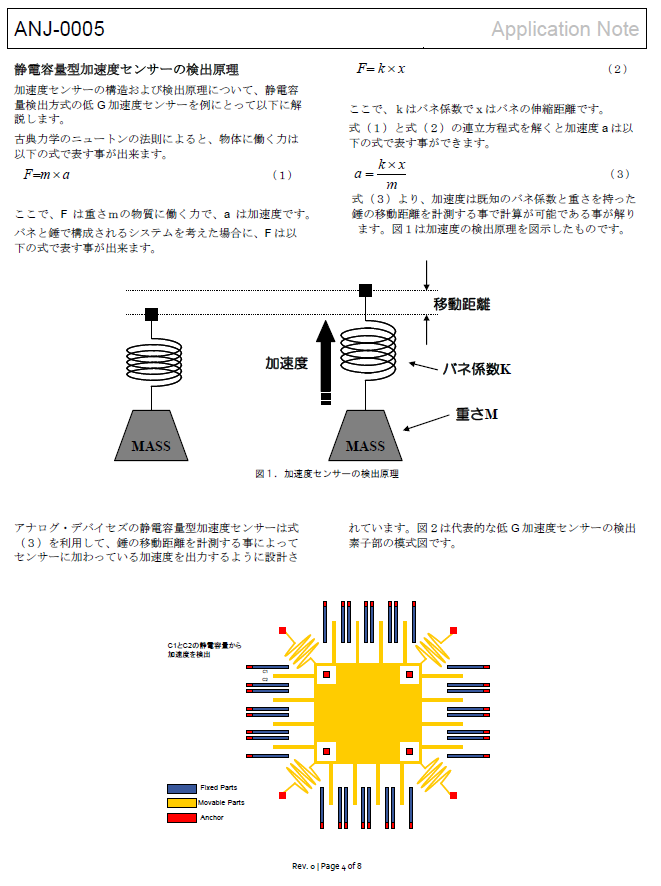 ANJ-0005
Application Note
静電容量型加速度センサーの検出原理
加速度センサーの構造および検出原理について、静電容
量検出方式の低 G 加速度センサーを例にとって以下に解
説します。
古典力学のニュートンの法則によると、物体に働く力は
以下の式で表す事が出来ます。
F=m×a （1）
ここで、F は重さｍの物質に働く力で、a は加速度です。
バネと錘で構成されるシステムを考えた場合に、F は以
下の式で表す事が出来ます。
F= k×x （2）
ここで、ｋはバネ係数でｘはバネの伸縮距離です。
式（1）と式（2）の連立方程式を解くと加速度 a は以
下の式で表す事ができます。
a = k×x / m （3）
式（3）より、加速度は既知のバネ係数と重さを持った
錘の移動距離を計測する事で計算が可能である事が解り
ます。図１は加速度の検出原理を図示したものです。
移動距離
加速度
バネ係数K
重さM
MASS
MASS
図１．加速度センサーの検出原理
アナログ・デバイセズの静電容量型加速度センサーは式
（3）を利用して、錘の移動距離を計測する事によって
センサーに加わっている加速度を出力するように設計さ
れています。図２は代表的な低 G 加速度センサーの検出
素子部の模式図です。
C1とC2の静電容量から
加速度を検出
C1
C2
Fixed Parts
Movable Parts
Anchor
Rev. 0 | Page 4 of 8